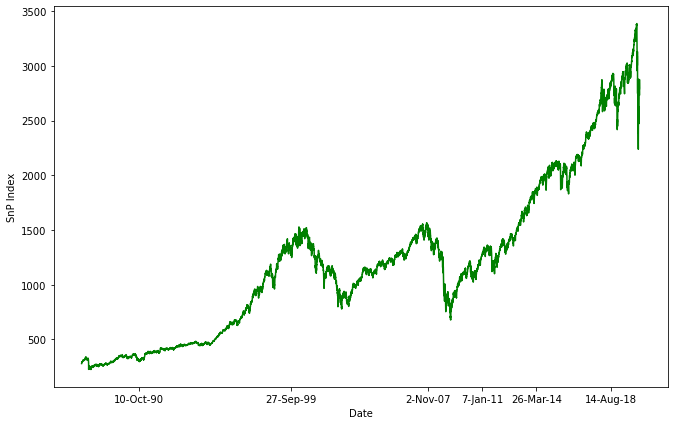 3500
3000
2500
2000
1500
1000
500
SnP Index
10-Oct-90
27-Sep-99
2-Nov-07
7-Jan-11
26-Mar-14
14-Aug-18
Date